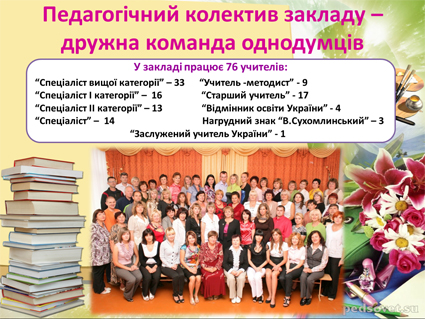 Педагогічний колектив закладу –
дружна команда однодумців
У закладі працює 76 учителів:
“Спеціаліст вищої категорії” – 33 “Учитель -методист” - 9
“Спеціаліст І категорії” – 16 “Старший учитель” - 17
“Спеціаліст ІІ категорії” – 13 “Відмінник освіти України” - 4
“Спеціаліст” – 14 Нагрудний знак “В.Сухомлинський” – 3
“Заслужений учитель України” - 1
pedsovet.su